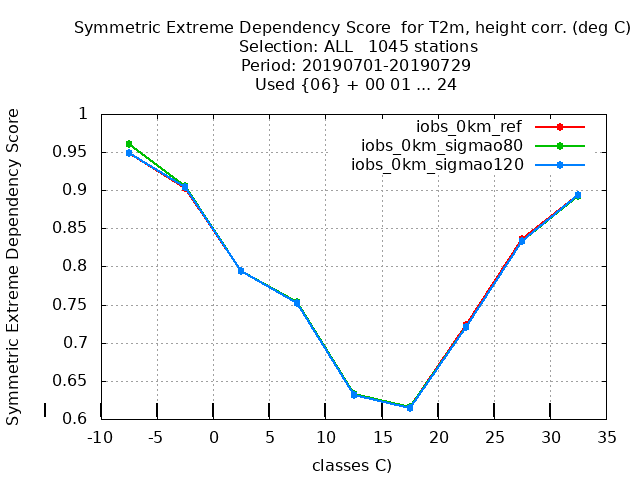 Symmetric Extreme Dependency Score  for T2m, height corr. (deg C)
Selection: ALL   1045 stations
Period: 20190701-20190729
Used {06} + 00 01 ... 24
Symmetric Extreme Dependency Score
1
0.95
0.9
0.85
0.8
0.75
0.7
0.65
0.6
iobs_0km_ref
iobs_0km_sigmao80
iobs_0km_sigmao120
-10 -5 0 5 10 15 20 25 30 35
classes C)